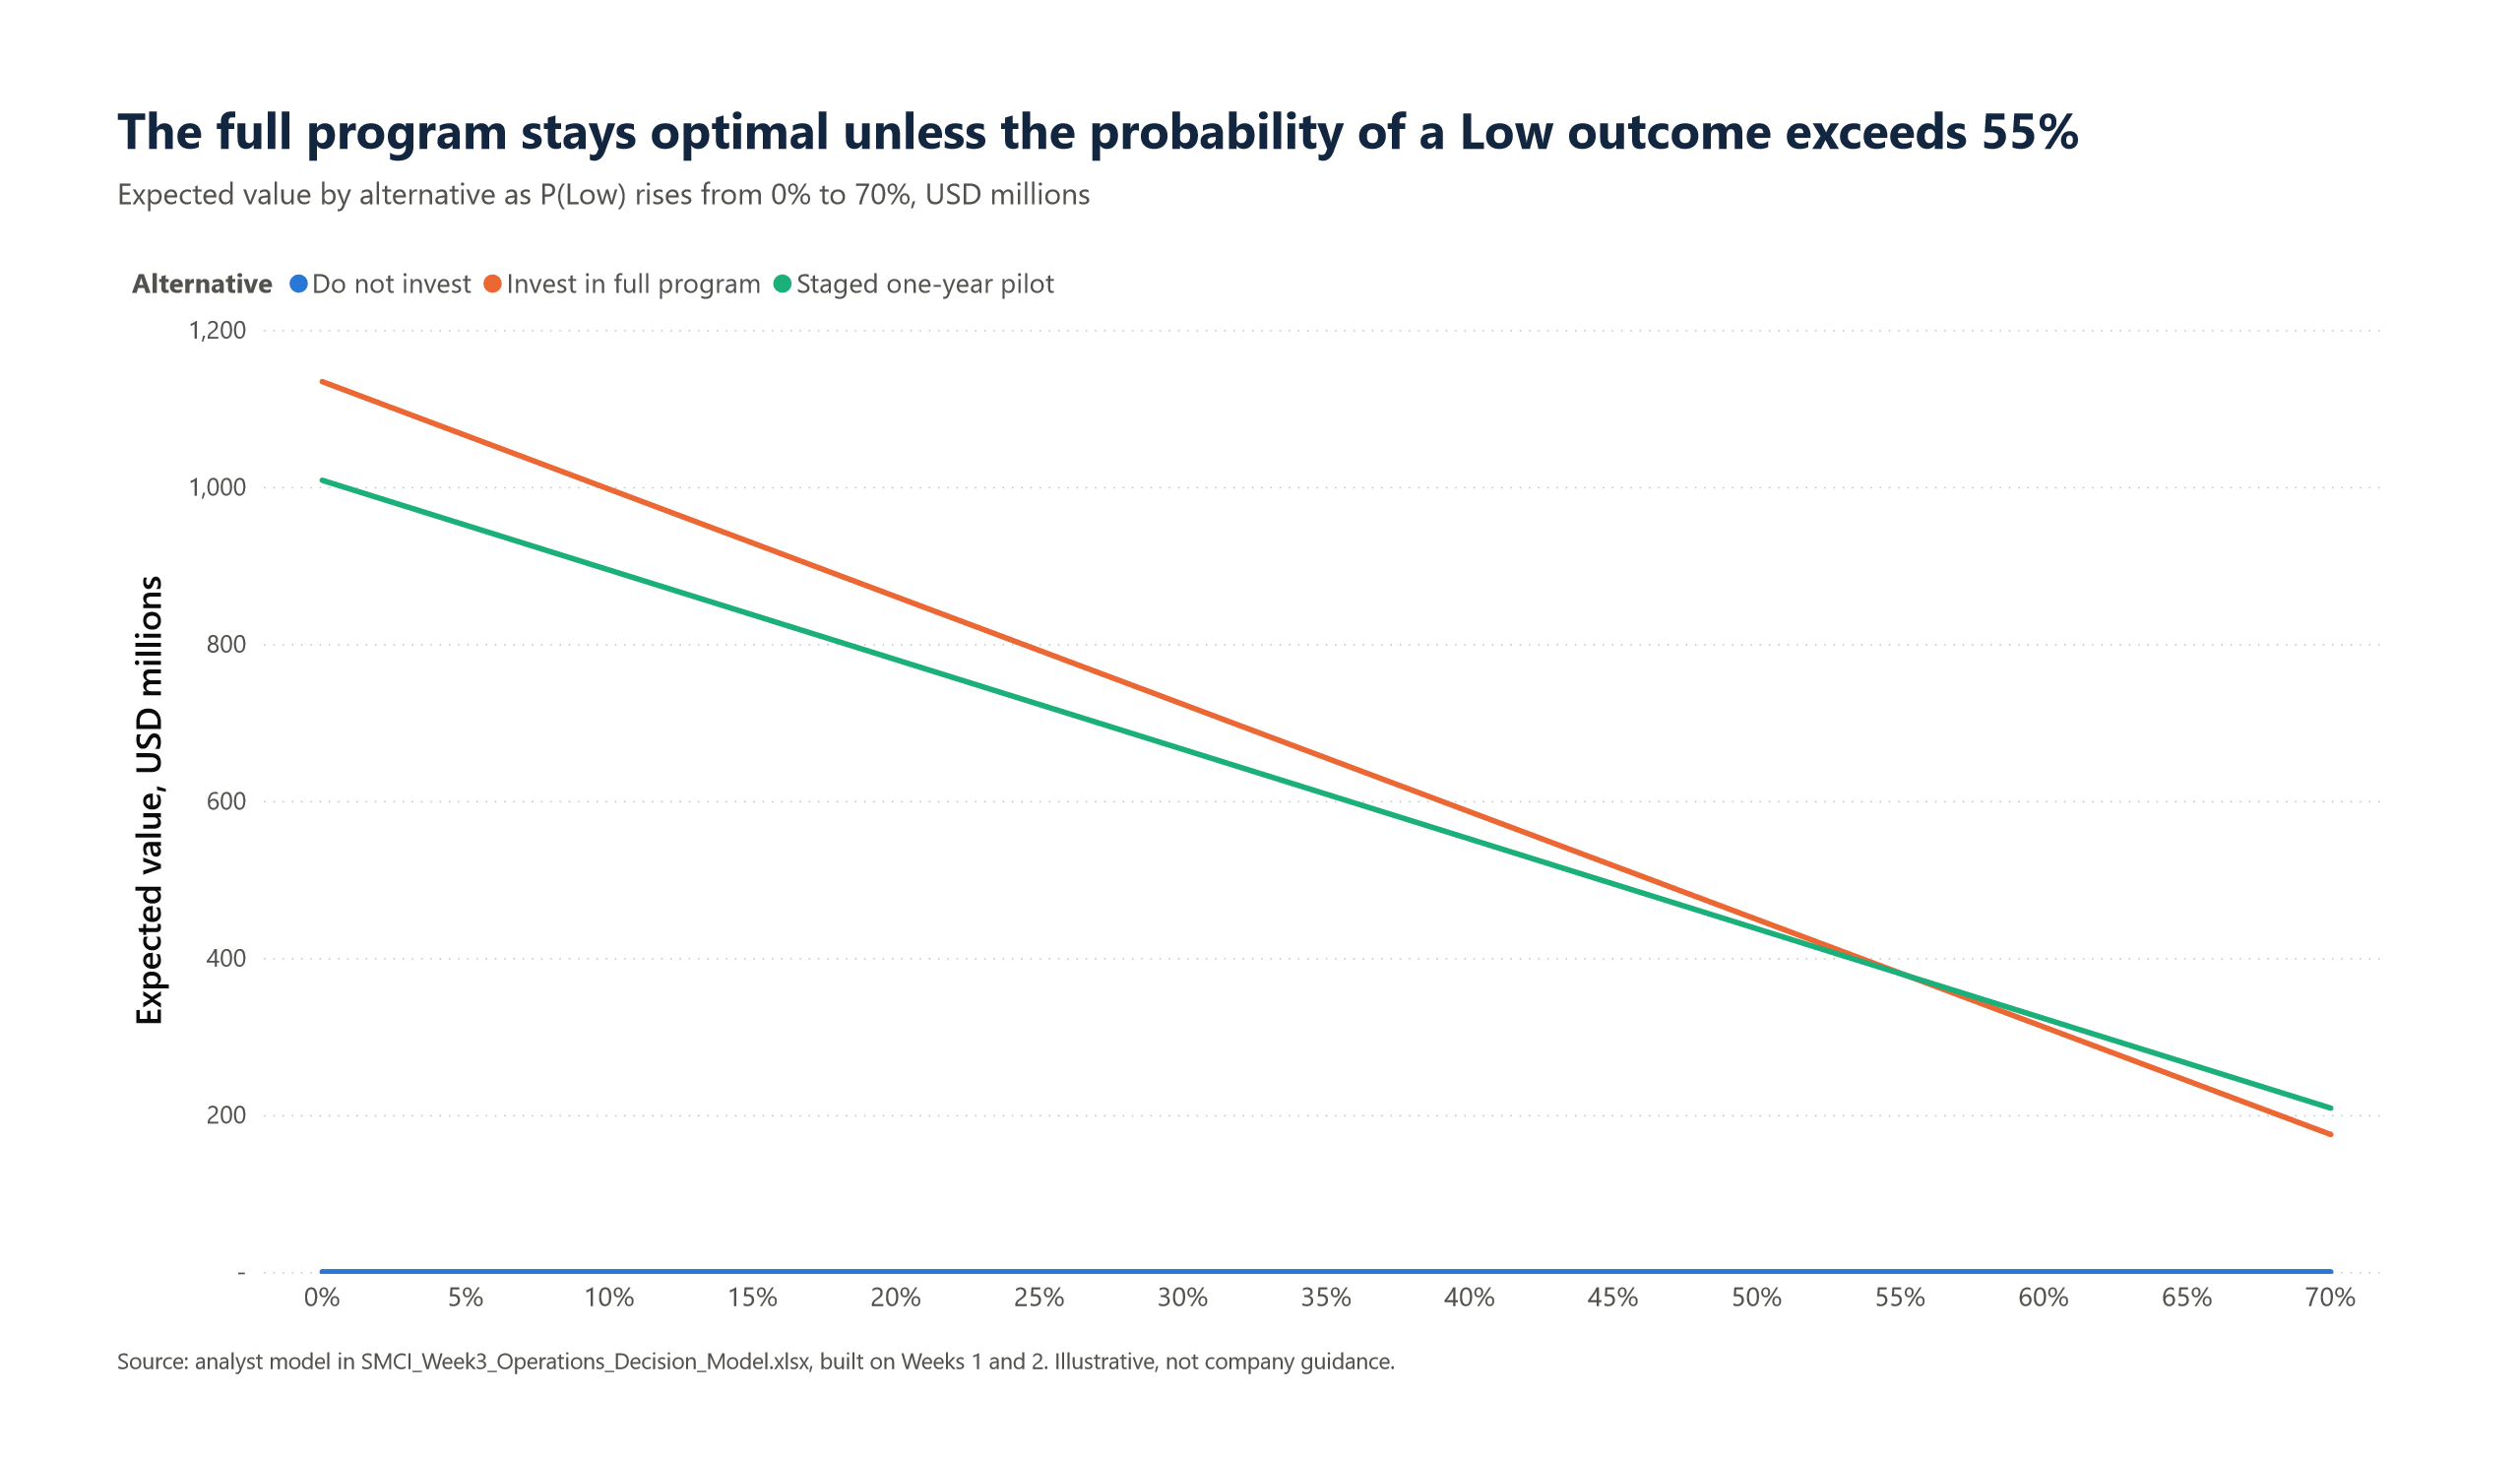 The full program stays optimal unless the probability of a Low outcome exceeds 55%
Expected value by alternative as P(Low) rises from 0% to 70%, USD millions
Alternative Do not invest Invest in full program Staged one-year pilot
Expected value, USD millions
1,200
1,000
800
600
400
200
-
0% 5% 10% 15% 20% 25% 30% 35% 40% 45% 50% 55% 60% 65% 70%
Source: analyst model in SMCI_Week3_Operations_Decision_Model.xlsx, built on Weeks 1 and 2. Illustrative, not company guidance.